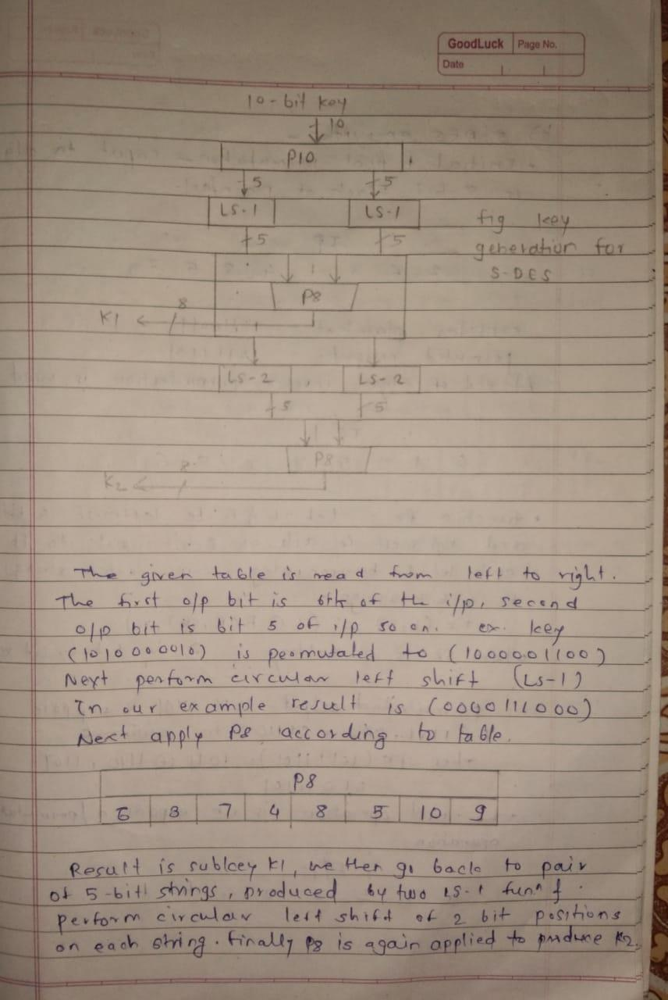 GoodLuck Page No.
Date
10-bit key
10
P10
5 5
LS-1 LS-1
fig key
5 5
generation for
S-DES
P8
8
K1
LS-2 LS-2
5 5
P8
8
K2
The given table is read from left to right.
The first o/p bit is 6th of the i/p, second
o/p bit is bit 5 of i/p so on. ex. key
(1010000010) is peomutated to (1000001100)
Next perform circular left shift (LS-1)
In our example result is (0000111000)
Next apply P8 according to table.
P8
6 3 7 4 8 5 10 9
Result is subkey K1, we then go back to pair
of 5-bit strings, produced by two LS-1 funⁿ f.
perform circular left shift of 2 bit positions
on each string. finally P8 is again applied to produce K2.